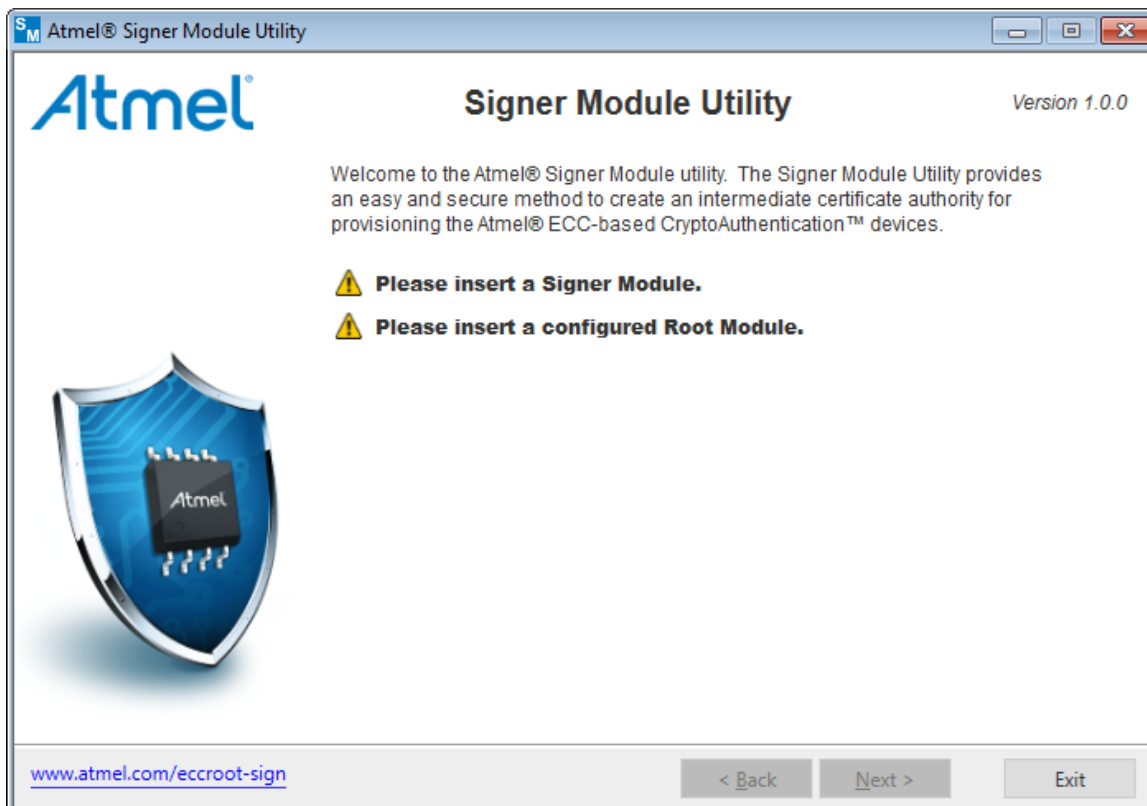 SM Atmel® Signer Module Utility
Atmel®
Signer Module Utility
Version 1.0.0
Welcome to the Atmel® Signer Module utility. The Signer Module Utility provides
an easy and secure method to create an intermediate certificate authority for
provisioning the Atmel® ECC-based CryptoAuthentication™ devices.
Please insert a Signer Module.
Please insert a configured Root Module.
Atmel
www.atmel.com/eccroot-sign
< Back
Next >
Exit